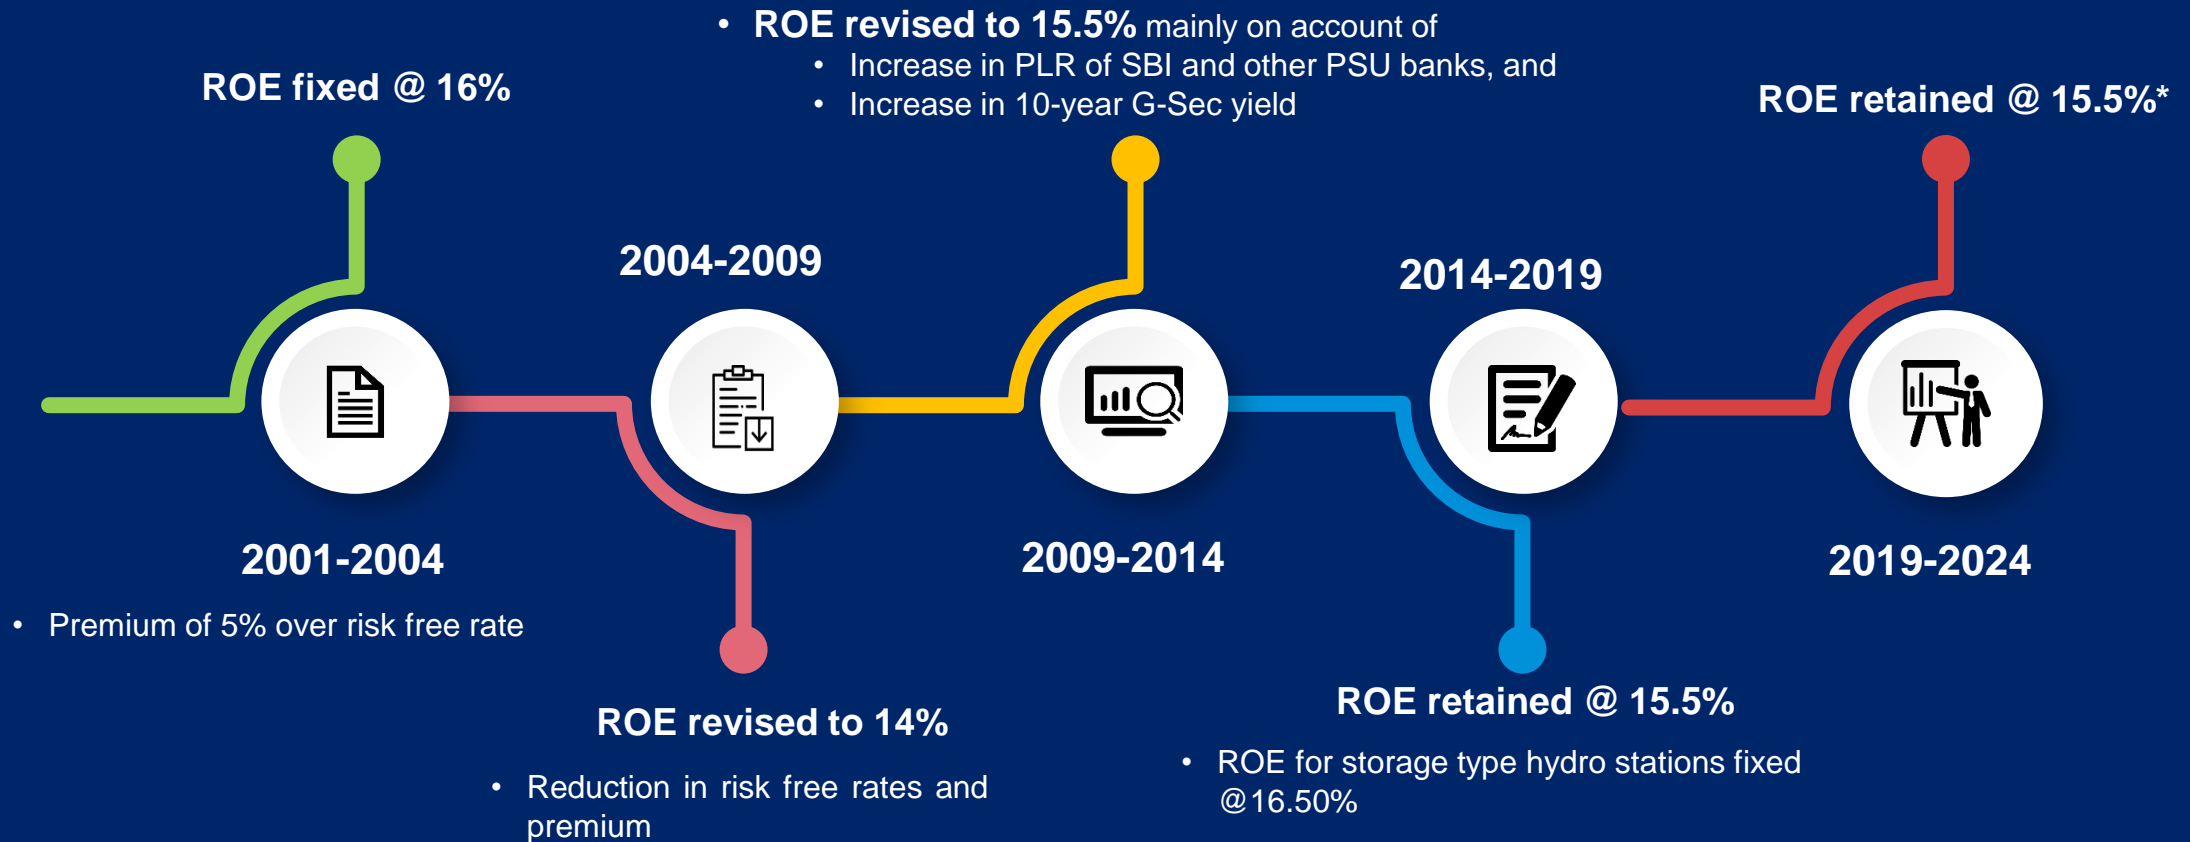 ROE fixed @ 16%
2001-2004
• Premium of 5% over risk free rate
2004-2009
ROE revised to 14%
• Reduction in risk free rates and
premium
• ROE revised to 15.5% mainly on account of
• Increase in PLR of SBI and other PSU banks, and
• Increase in 10-year G-Sec yield
2009-2014
2014-2019
ROE retained @ 15.5%
• ROE for storage type hydro stations fixed
@16.50%
ROE retained @ 15.5%*
2019-2024